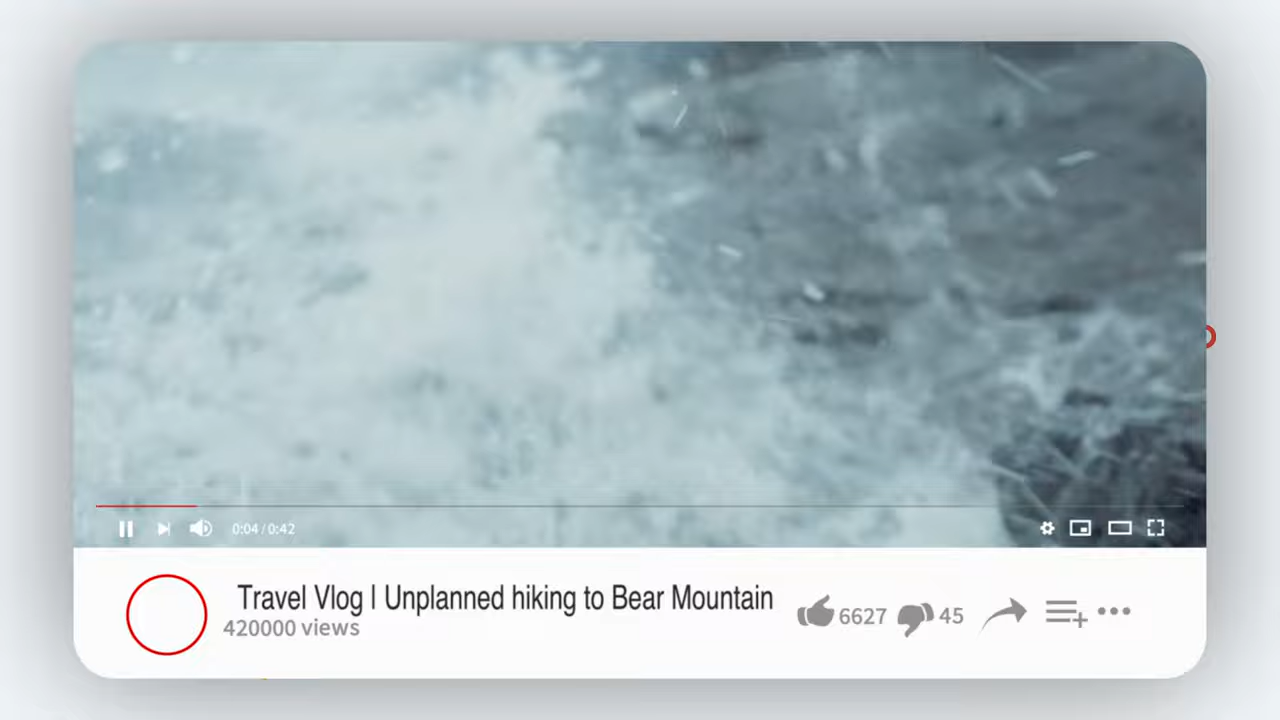 0:04 / 0:42
Travel Vlog | Unplanned hiking to Bear Mountain
6627 45
420000 views